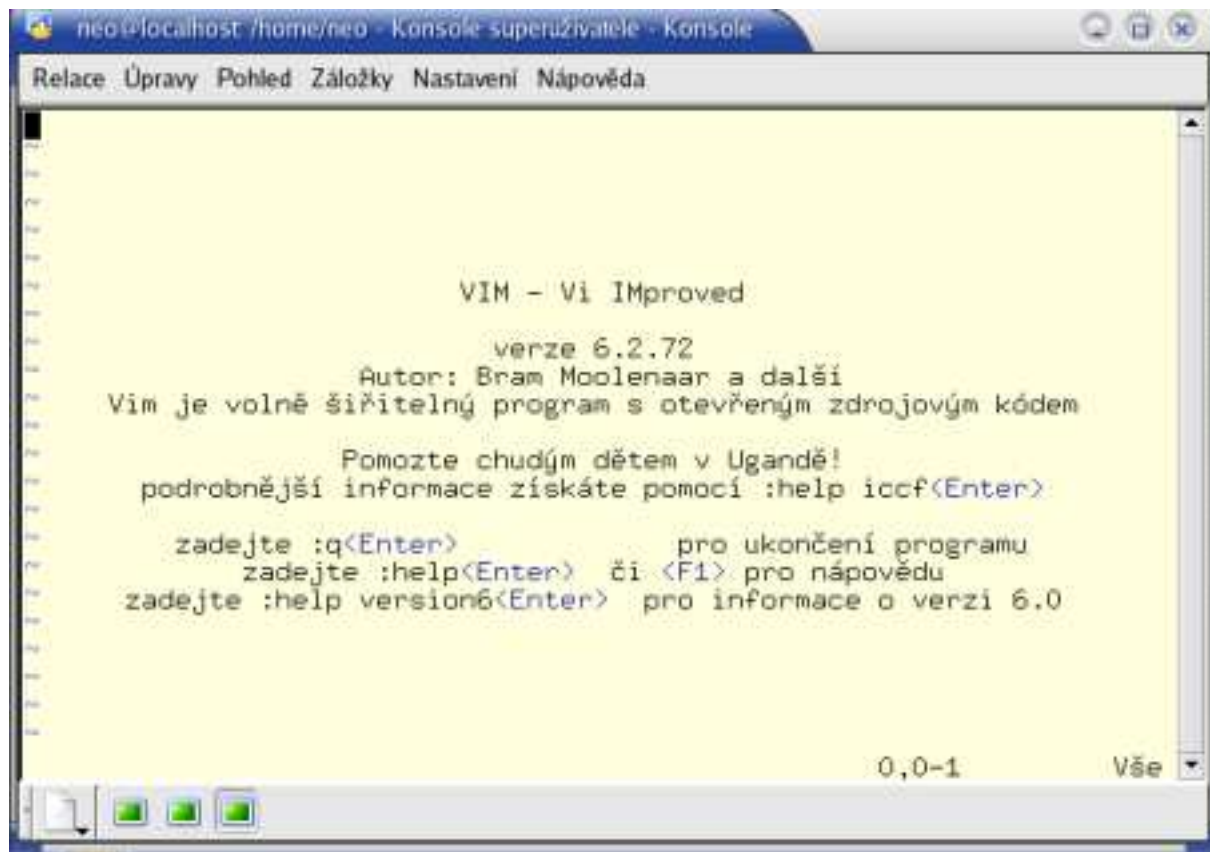 neo@localhost:/home/neo - Konsole superuživatele - Konsole
Relace Úpravy Pohled Záložky Nastavení Nápověda
~
~
~
~
~
~
VIM - Vi IMproved
~
~
verze 6.2.72
~
Autor: Bram Moolenaar a další
~
Vim je volně šiřitelný program s otevřeným zdrojovým kódem
~
~
Pomozte chudým dětem v Ugandě!
~
podrobnější informace získáte pomocí :help iccf<Enter>
~
~
zadejte :q<Enter> pro ukončení programu
~
zadejte :help<Enter> či <F1> pro nápovědu
~
zadejte :help version6<Enter> pro informace o verzi 6.0
~
~
~
~
~
0,0-1 Vše